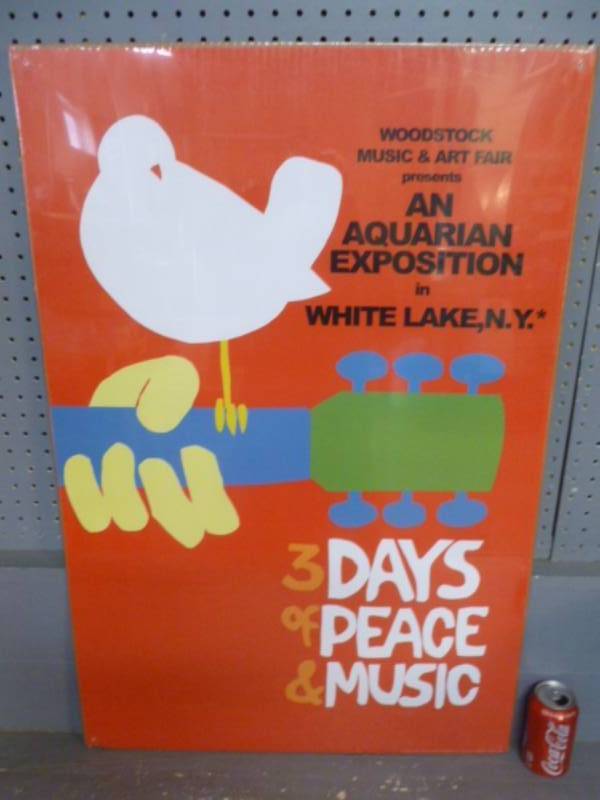 WOODSTOCK
MUSIC & ART FAIR
presents
AN
AQUARIAN
EXPOSITION
in
WHITE LAKE, N.Y.*
3 DAYS
of PEACE
& MUSIC
Coca-Cola